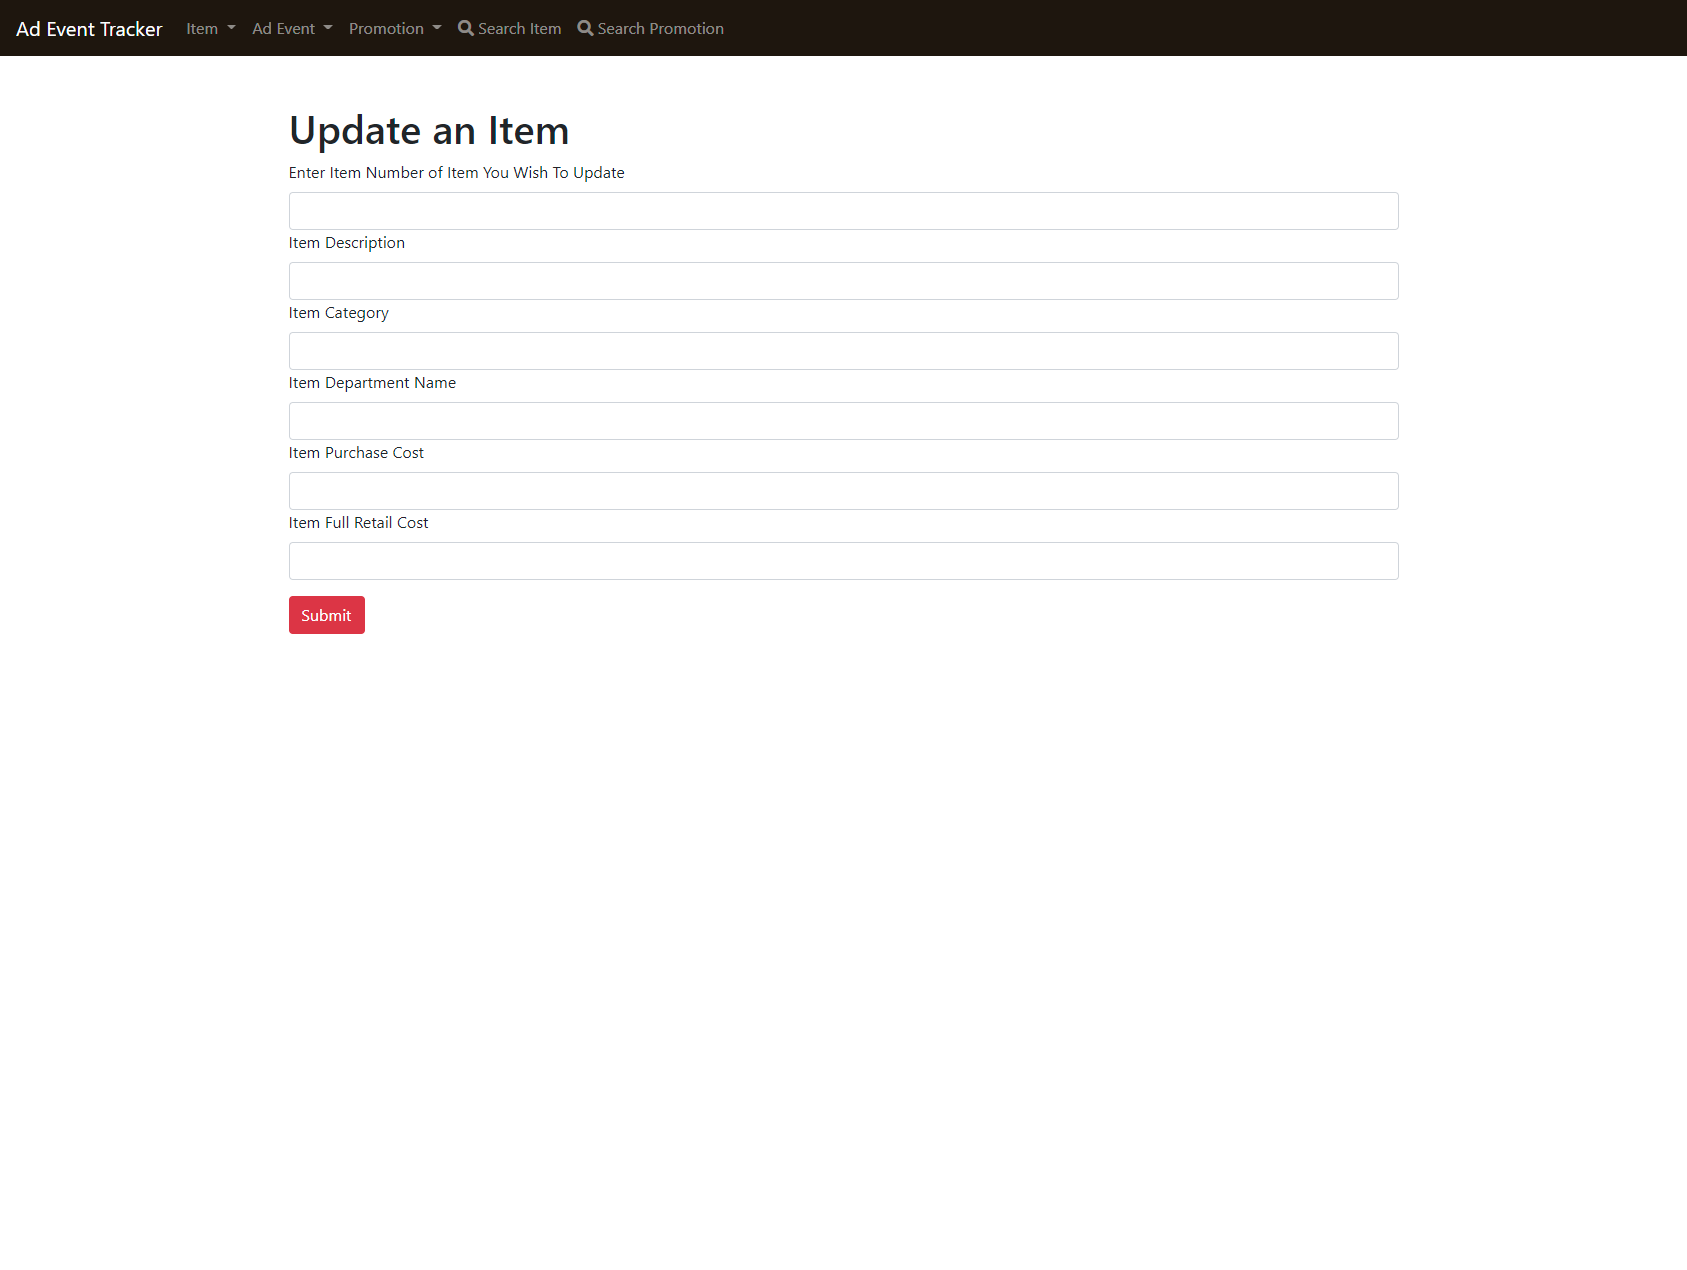 Ad Event Tracker Item Ad Event Promotion Search Item Search Promotion
Update an Item
Enter Item Number of Item You Wish To Update
Item Description
Item Category
Item Department Name
Item Purchase Cost
Item Full Retail Cost
Submit